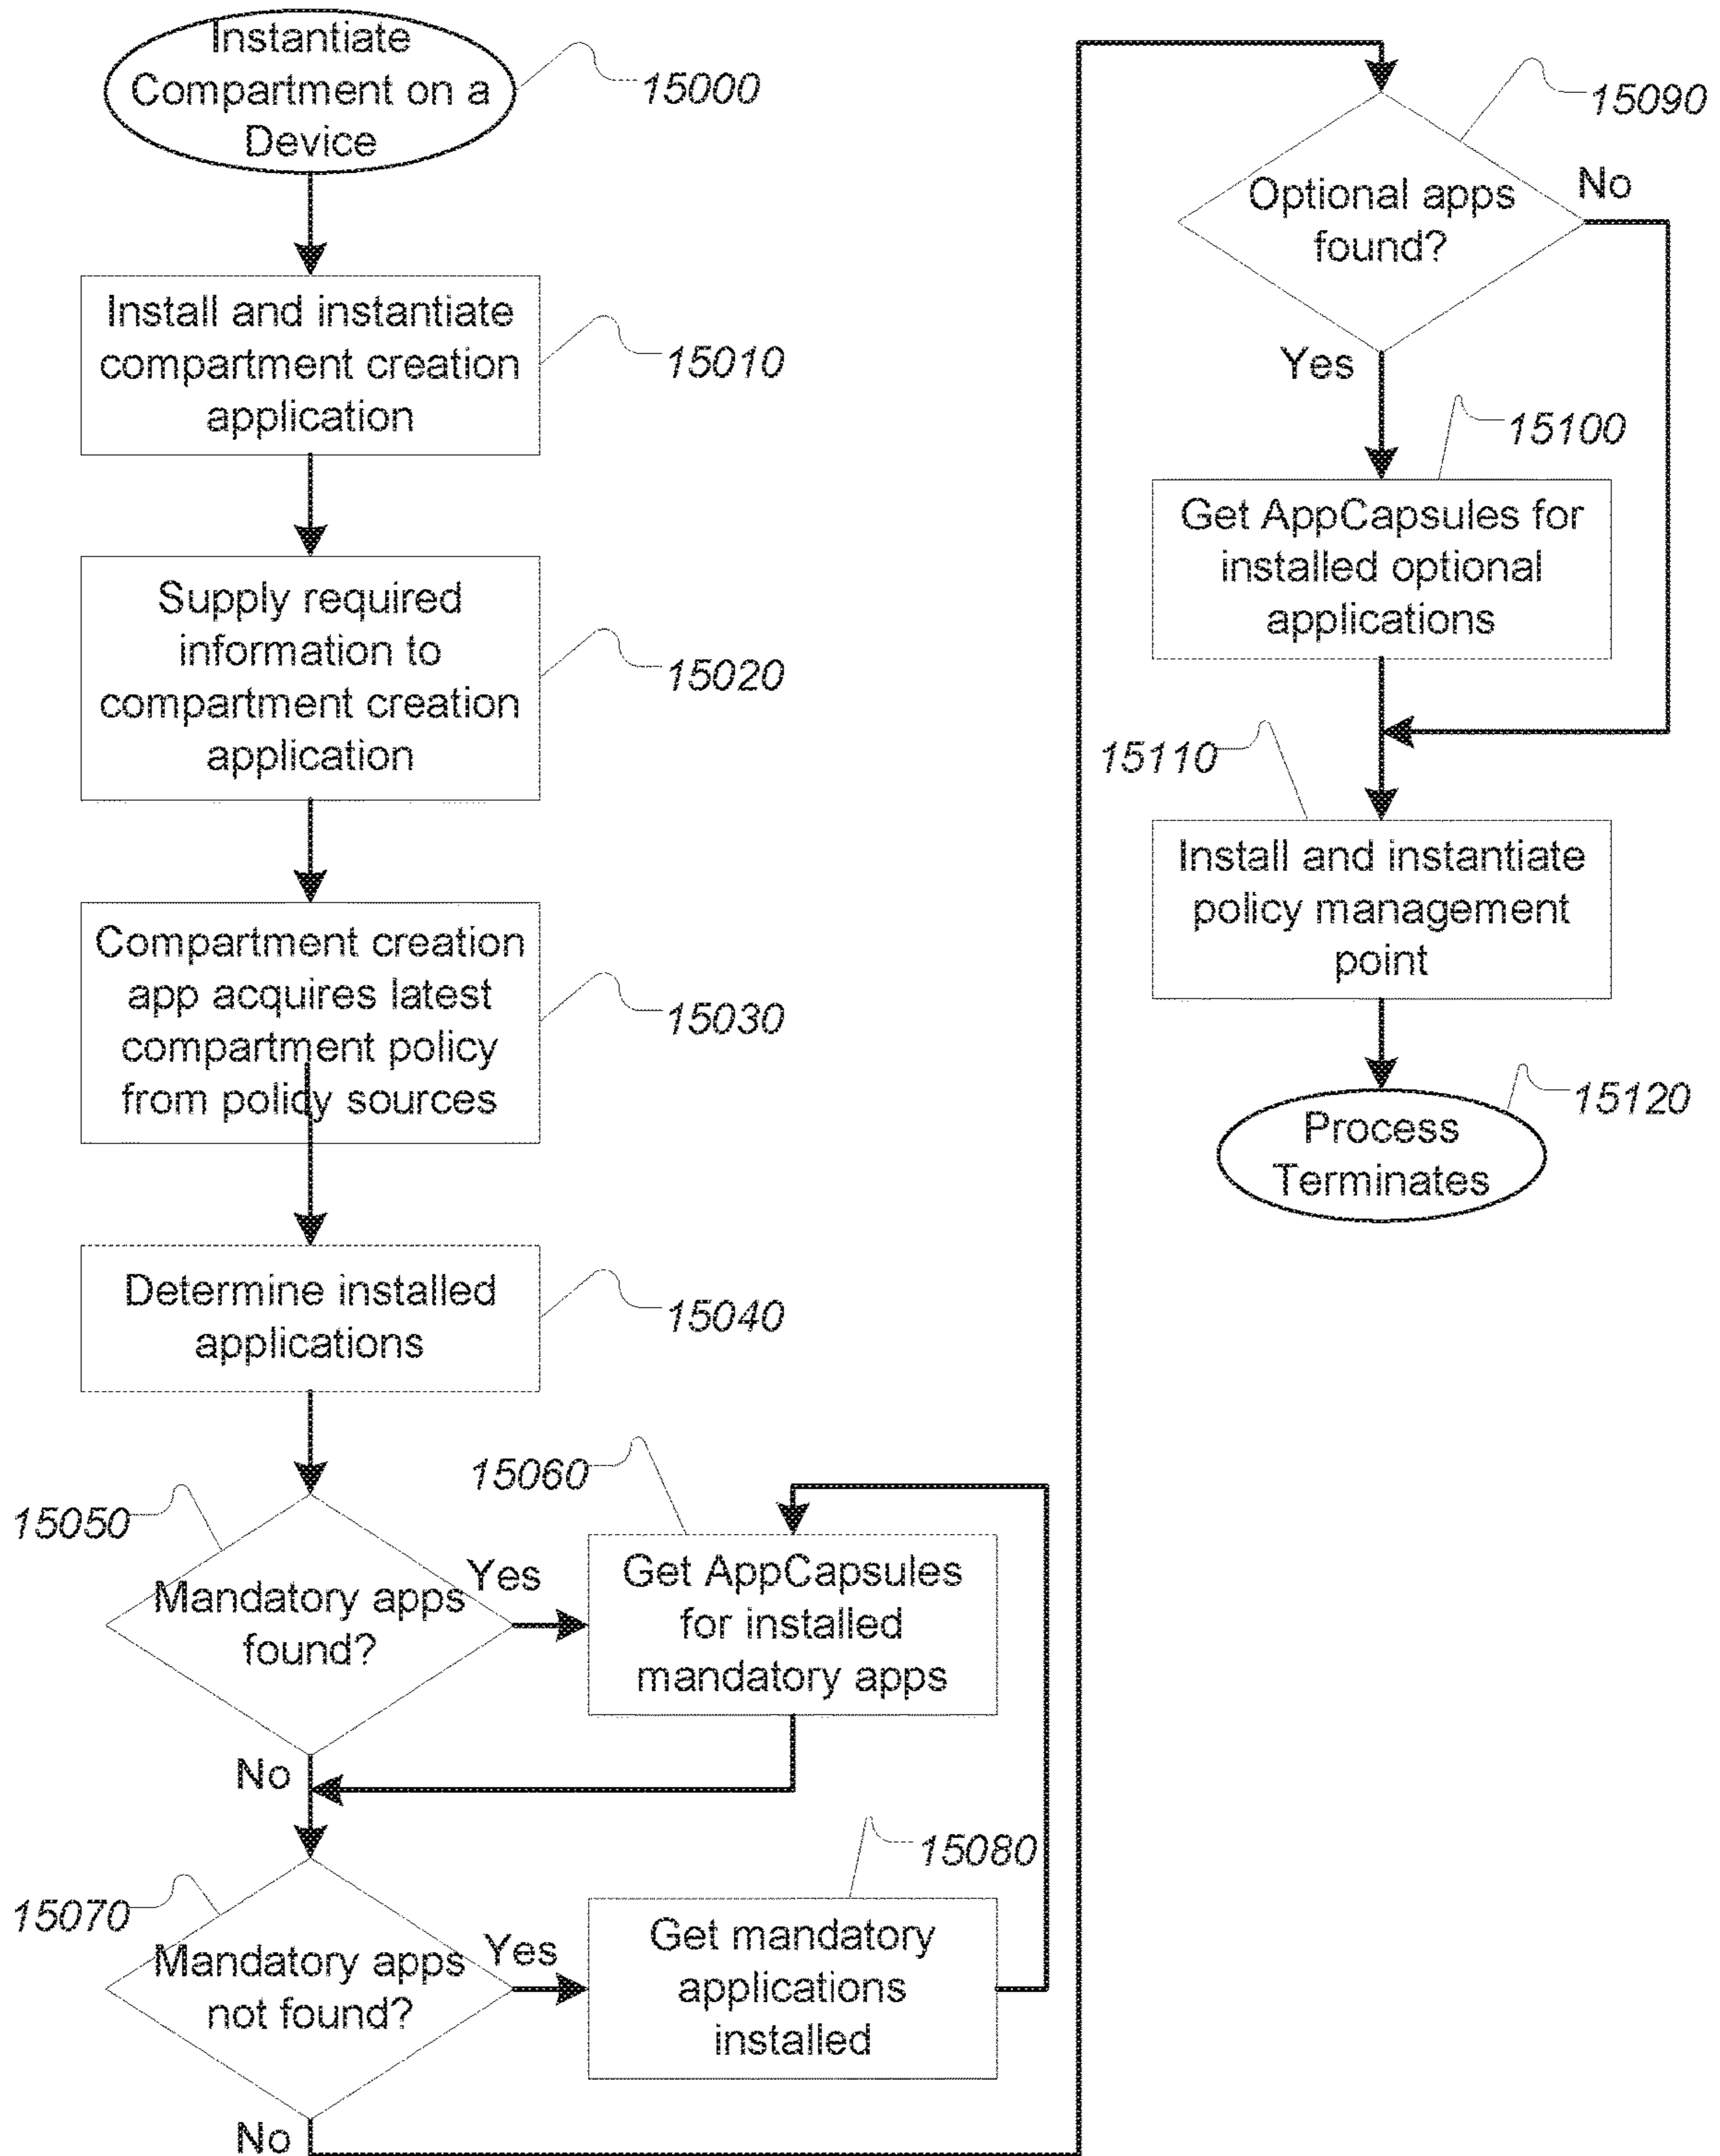 Instantiate
Compartment on a
Device
15000
Install and instantiate
compartment creation
application
15010
Supply required
information to
compartment creation
application
15020
Compartment creation
app acquires latest
compartment policy
from policy sources
15030
Determine installed
applications
15040
15050
Mandatory apps
found?
Yes
No
15060
Get AppCapsules
for installed
mandatory apps
15070
Mandatory apps
not found?
Yes
No
15080
Get mandatory
applications
installed
15090
Optional apps
found?
No
Yes
15100
Get AppCapsules for
installed optional
applications
15110
Install and instantiate
policy management
point
15120
Process
Terminates